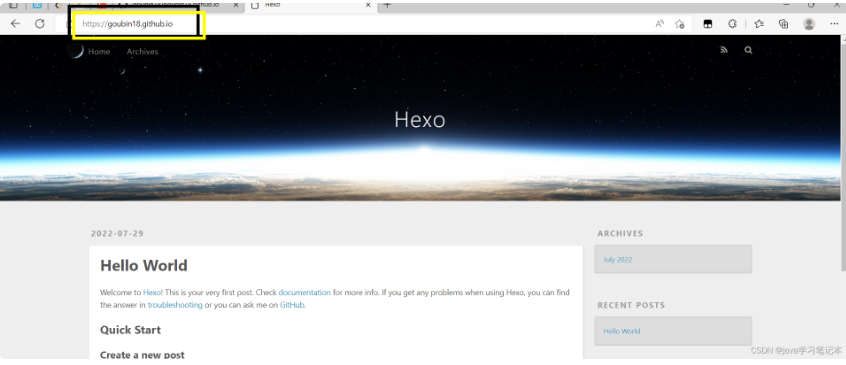 Hexo
https://goubin18.github.io
Home Archives
Hexo
2022-07-29
Hello World
Welcome to Hexo! This is your very first post. Check documentation for more info. If you get any problems when using Hexo, you can find
the answer in troubleshooting or you can ask me on GitHub.
Quick Start
Create a new post
ARCHIVES
July 2022
RECENT POSTS
Hello World
CSDN @java学习笔记本